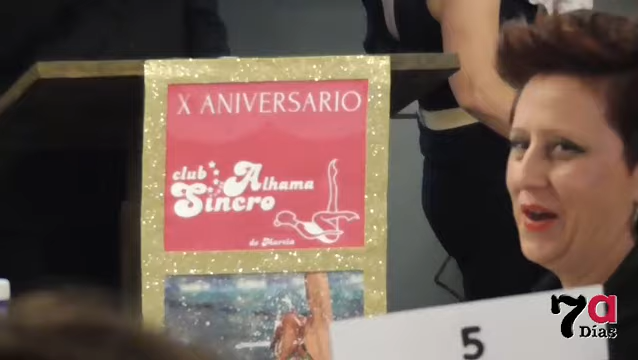 X ANIVERSARIO
club Alhama
Sincro
de Murcia
5
7a
Días